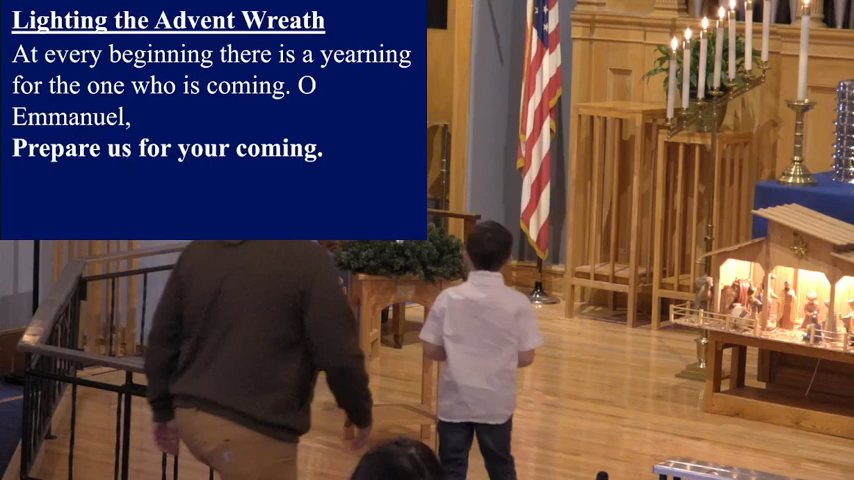 Lighting the Advent Wreath
At every beginning there is a yearning
for the one who is coming. O
Emmanuel,
Prepare us for your coming.